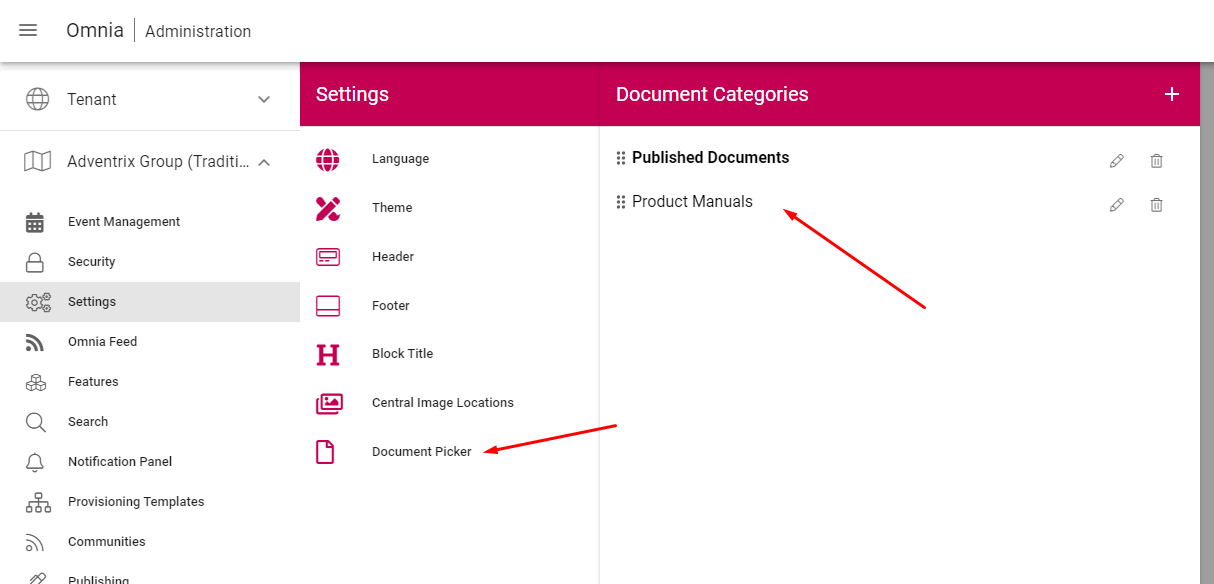 Omnia | Administration
Tenant
Adventrix Group (Traditi...
Event Management
Security
Settings
Omnia Feed
Features
Search
Notification Panel
Provisioning Templates
Communities
Publishing
Settings
Language
Theme
Header
Footer
Block Title
Central Image Locations
Document Picker
Document Categories
Published Documents
Product Manuals